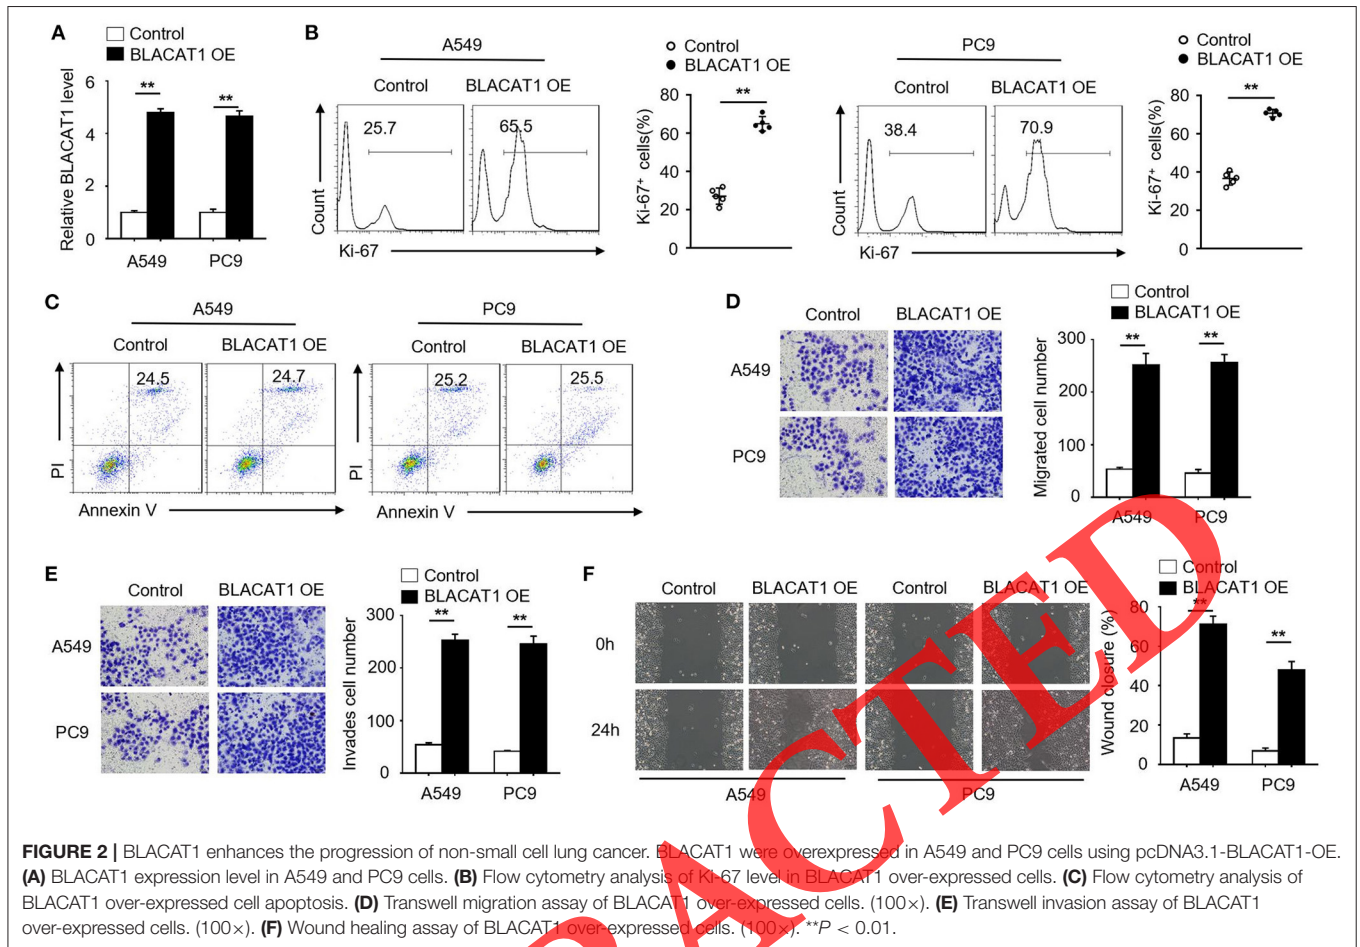 A
Control
BLACAT1 OE
Relative BLACAT1 level
6
4
2
0
**
**
A549
PC9
B
A549
Control
BLACAT1 OE
25.7
65.5
Count
Ki-67
Control
BLACAT1 OE
Ki-67+ cells(%)
80
60
40
20
0
**
PC9
Control
BLACAT1 OE
38.4
70.9
Count
Ki-67
Control
BLACAT1 OE
Ki-67+ cells(%)
80
60
40
20
0
**
C
A549
Control
BLACAT1 OE
24.5
24.7
PI
Annexin V
PC9
Control
BLACAT1 OE
25.2
25.5
Annexin V
D
Control
BLACAT1 OE
A549
PC9
Control
BLACAT1 OE
Migrated cell number
300
200
100
0
**
**
A549
PC9
E
Control
BLACAT1 OE
A549
PC9
Control
BLACAT1 OE
Invades cell number
300
200
100
0
**
**
A549
PC9
F
Control
BLACAT1 OE
Control
BLACAT1 OE
0h
24h
A549
PC9
Control
BLACAT1 OE
Wound closure (%)
80
60
40
20
0
**
**
A549
PC9
FIGURE 2 | BLACAT1 enhances the progression of non-small cell lung cancer. BLACAT1 were overexpressed in A549 and PC9 cells using pcDNA3.1-BLACAT1-OE.
(A) BLACAT1 expression level in A549 and PC9 cells. (B) Flow cytometry analysis of Ki-67 level in BLACAT1 over-expressed cells. (C) Flow cytometry analysis of
BLACAT1 over-expressed cell apoptosis. (D) Transwell migration assay of BLACAT1 over-expressed cells. (100×). (E) Transwell invasion assay of BLACAT1
over-expressed cells. (100×). (F) Wound healing assay of BLACAT1 over-expressed cells. (100×). **P < 0.01.
RACTED